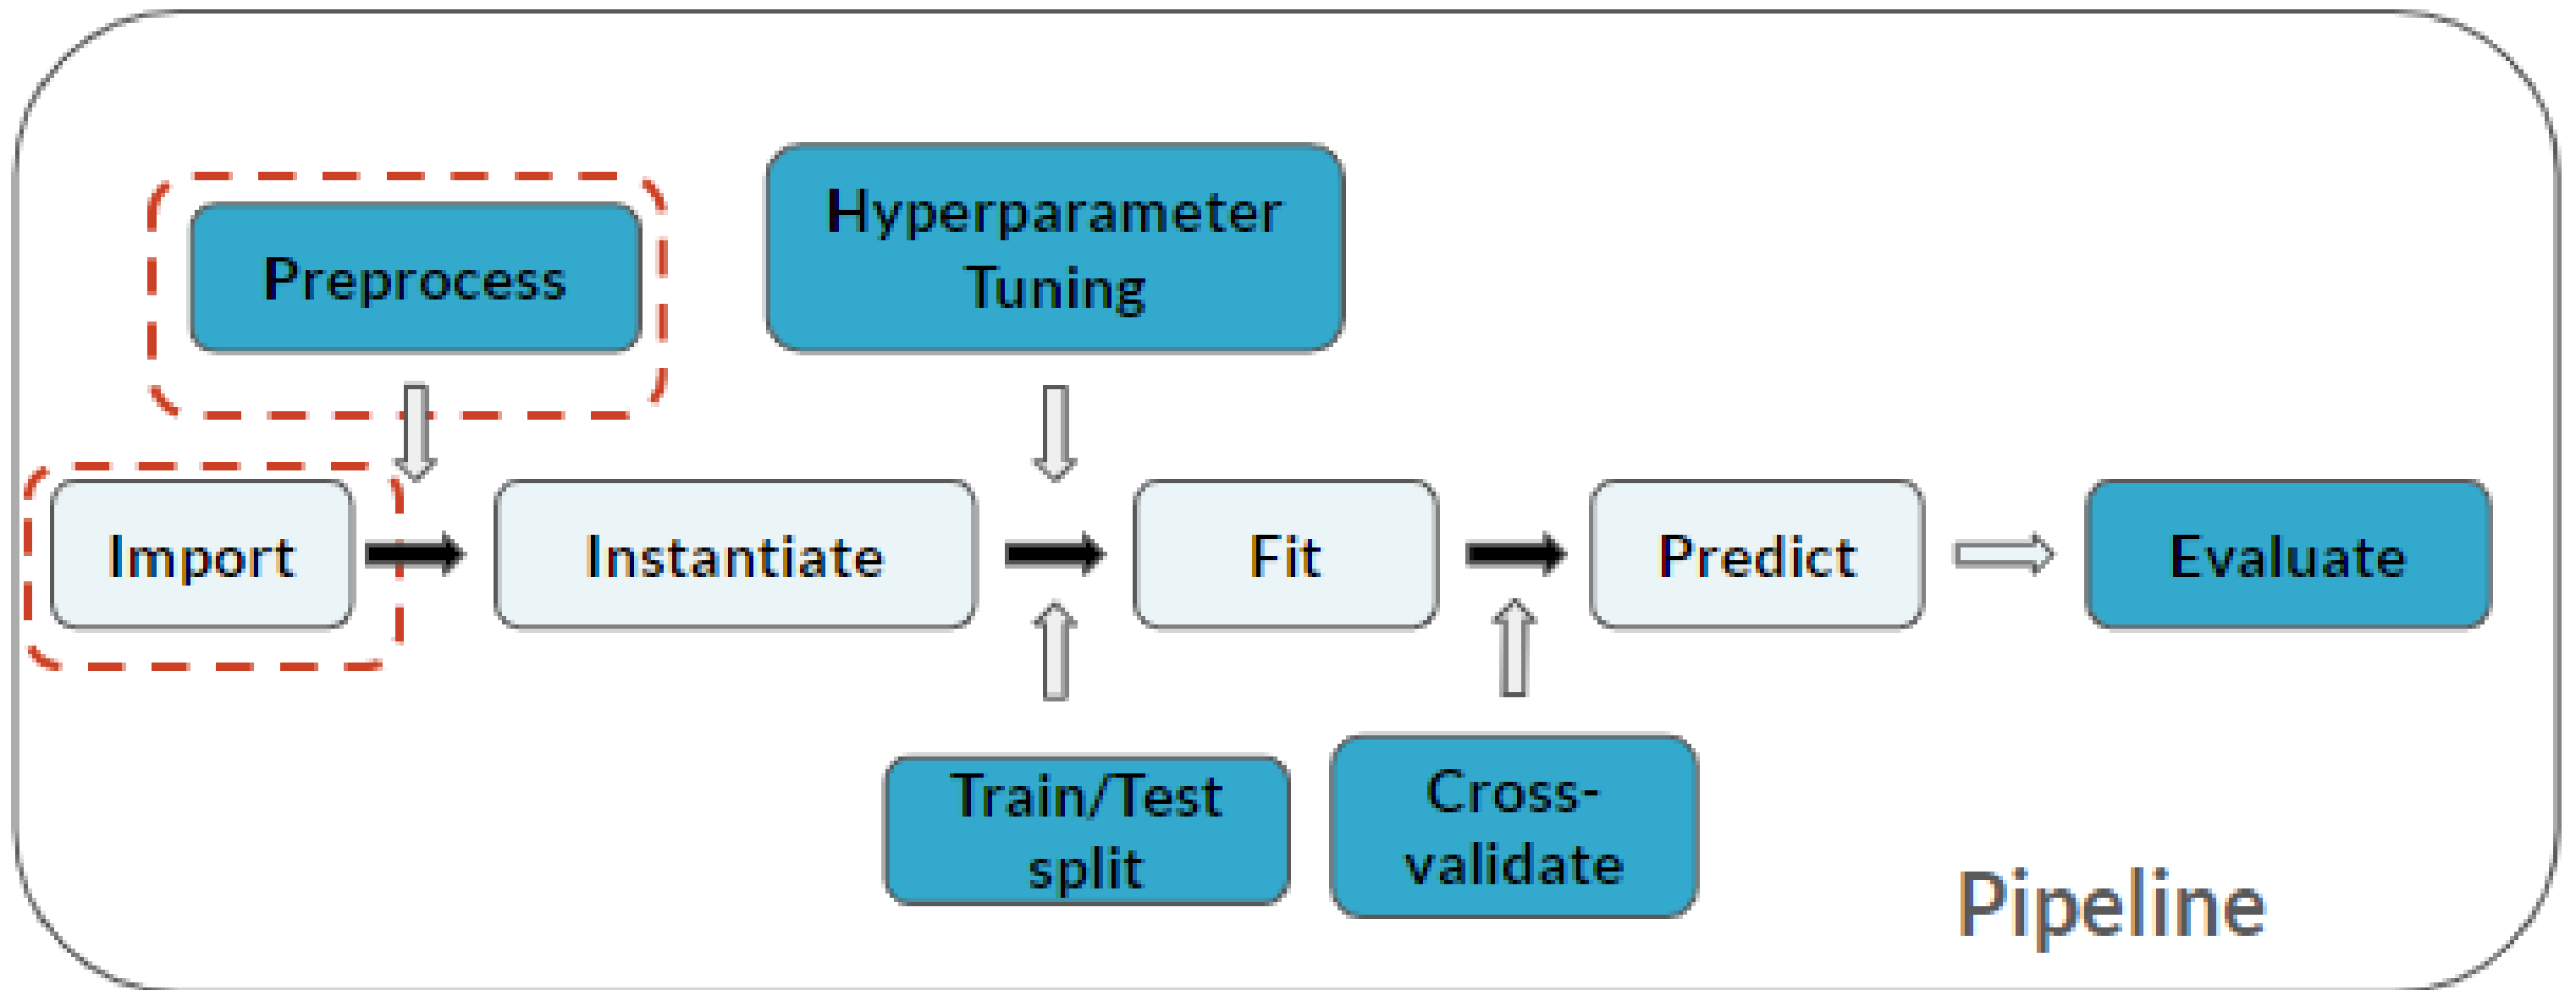 Preprocess
Hyperparameter
Tuning
Import
Instantiate
Fit
Predict
Evaluate
Train/Test
split
Cross-
validate
Pipeline